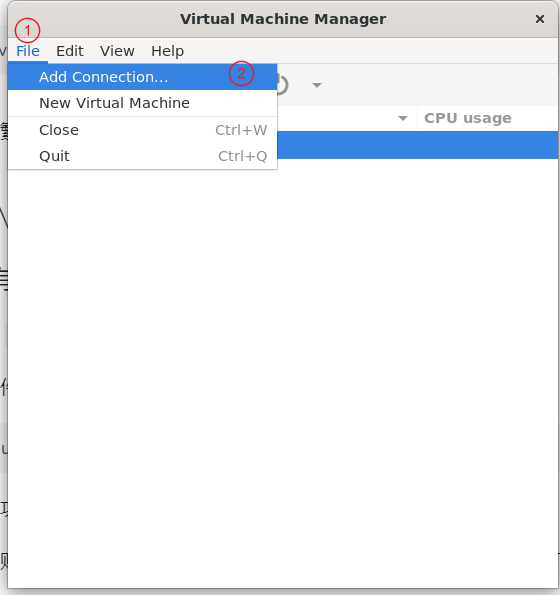 Virtual Machine Manager
1
File Edit View Help
Add Connection... 2
New Virtual Machine
CPU usage
Close Ctrl+W
Quit Ctrl+Q